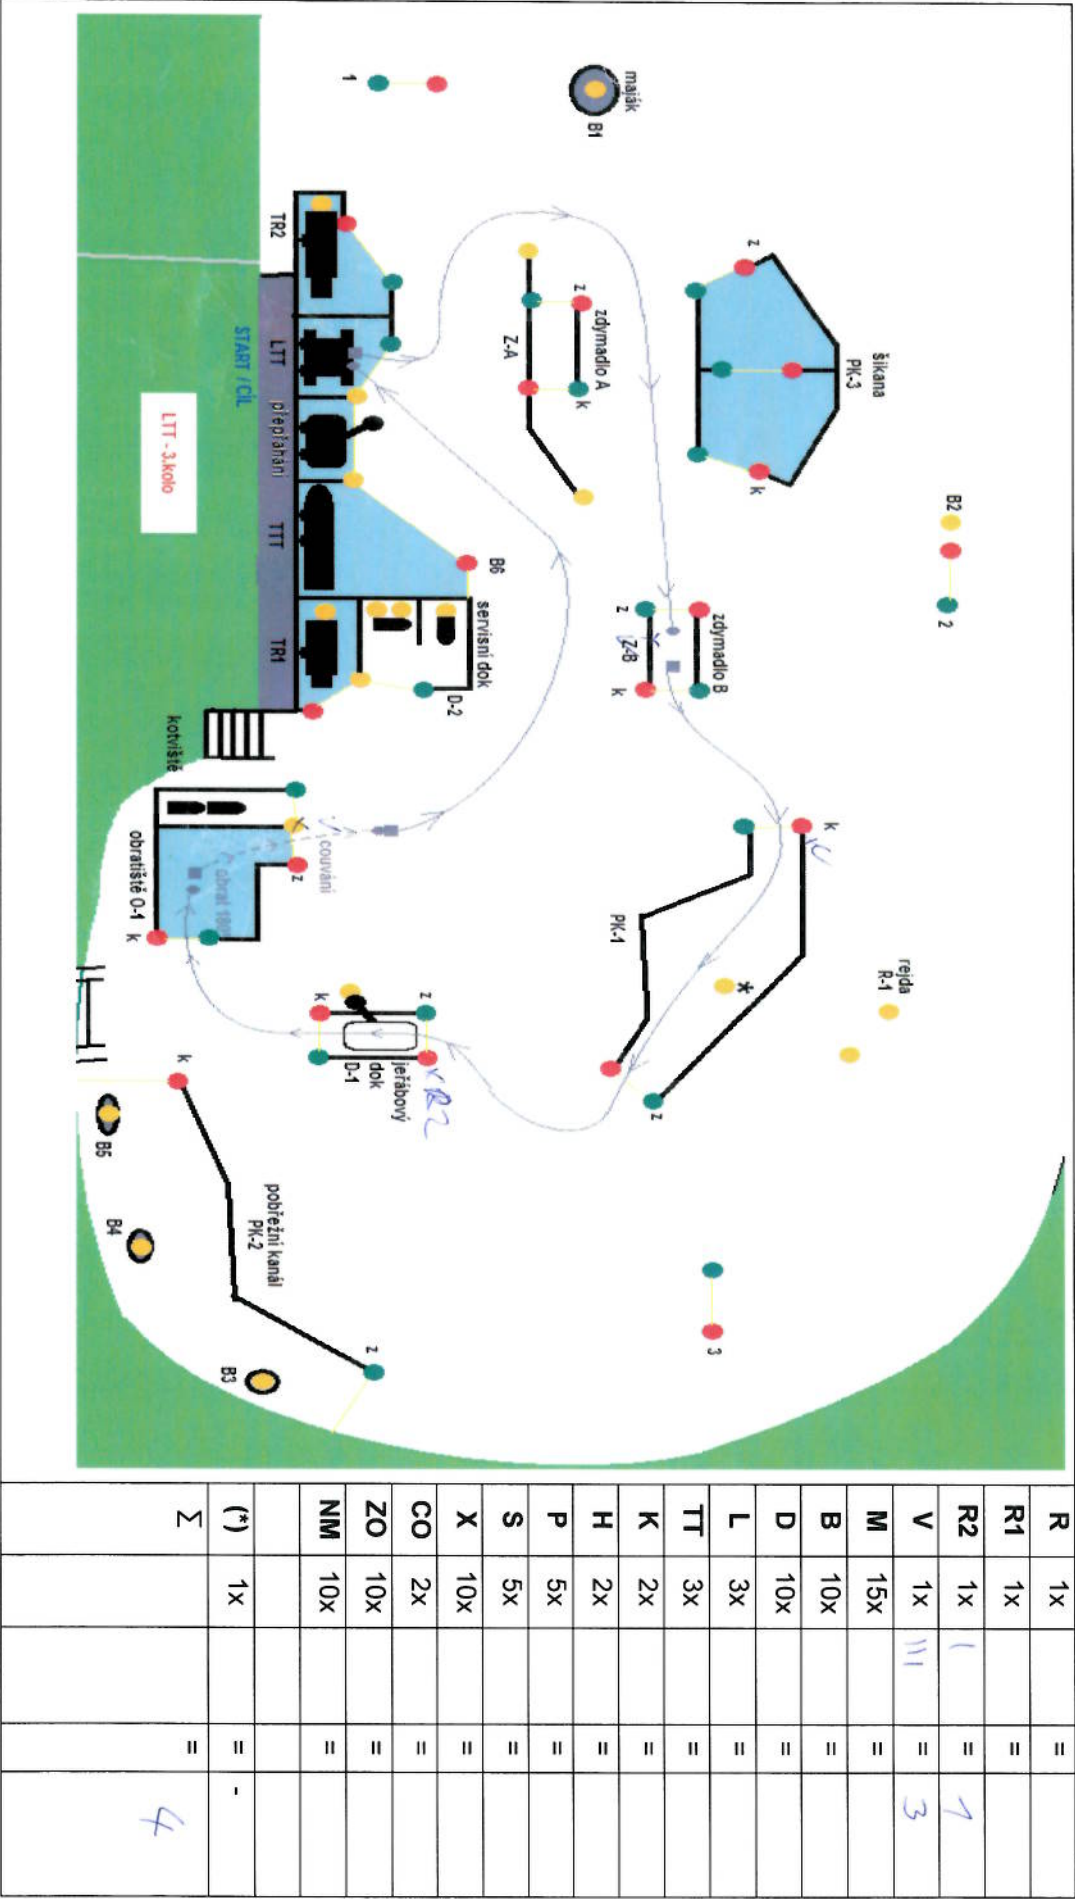 maják
B1
1
TR2
LTT
START / CÍL
přepřahání
LTT - 3.kolo
TTT
TR1
B6
servisní dok
D-2
z
zdymadlo A
Z-A
k
šikana
PK-3
z
k
B2
2
zdymadlo B
z
Z-B
k
kotviště
obratiště O-1
k
z
couvání
obrat 180°
k
PK-1
*
rejda
R-1
z
z
jeřábový
dok
D-1
k
R2
k
pobřežní kanál
PK-2
z
B5
B4
B3
3
R 1x =
R1 1x =
R2 1x I = 1
V 1x III = 3
M 15x =
B 10x =
D 10x =
L 3x =
TT 3x =
K 2x =
H 2x =
P 5x =
S 5x =
X 10x =
CO 2x =
ZO 10x =
NM 10x =
(*) 1x = -
Σ = 4